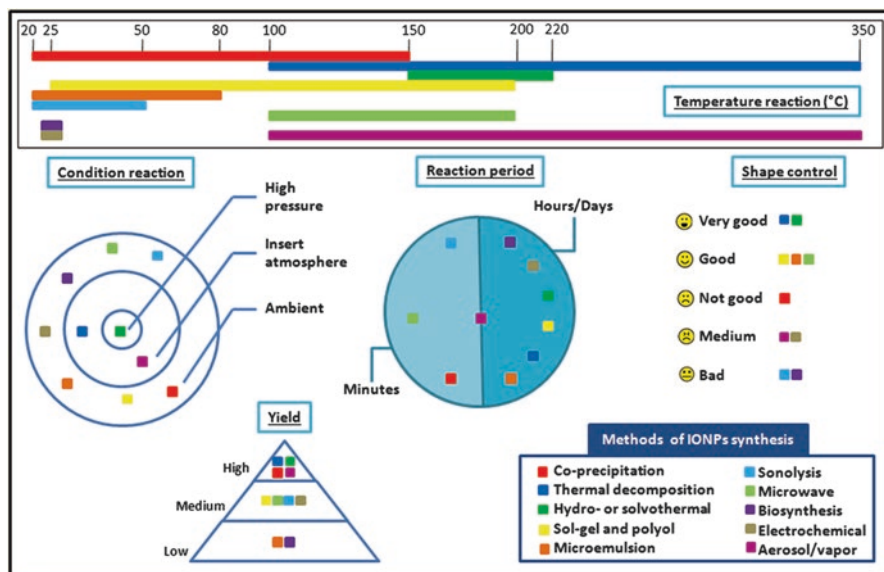 20 25 50 80 100 150 200 220 350
Temperature reaction (°C)
Condition reaction
Reaction period
Shape control
High
pressure
Insert
atmosphere
Ambient
Hours/Days
Minutes
Very good
Good
Not good
Medium
Bad
Yield
High
Medium
Low
Methods of IONPs synthesis
Co-precipitation
Thermal decomposition
Hydro- or solvothermal
Sol-gel and polyol
Microemulsion
Sonolysis
Microwave
Biosynthesis
Electrochemical
Aerosol/vapor